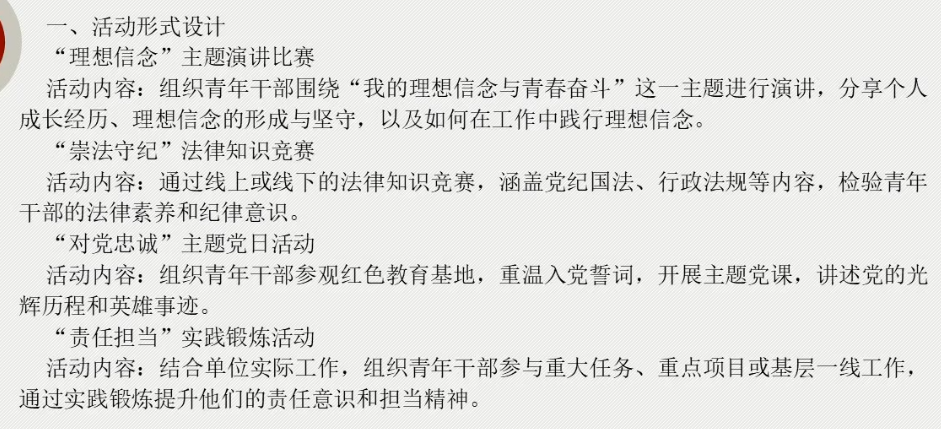 一、活动形式设计
“理想信念”主题演讲比赛
活动内容：组织青年干部围绕“我的理想信念与青春奋斗”这一主题进行演讲，分享个人
成长经历、理想信念的形成与坚守，以及如何在工作中践行理想信念。
“崇法守纪”法律知识竞赛
活动内容：通过线上或线下的法律知识竞赛，涵盖党纪国法、行政法规等内容，检验青年
干部的法律素养和纪律意识。
“对党忠诚”主题党日活动
活动内容：组织青年干部参观红色教育基地，重温入党誓词，开展主题党课，讲述党的光
辉历程和英雄事迹。
“责任担当”实践锻炼活动
活动内容：结合单位实际工作，组织青年干部参与重大任务、重点项目或基层一线工作，
通过实践锻炼提升他们的责任意识和担当精神。